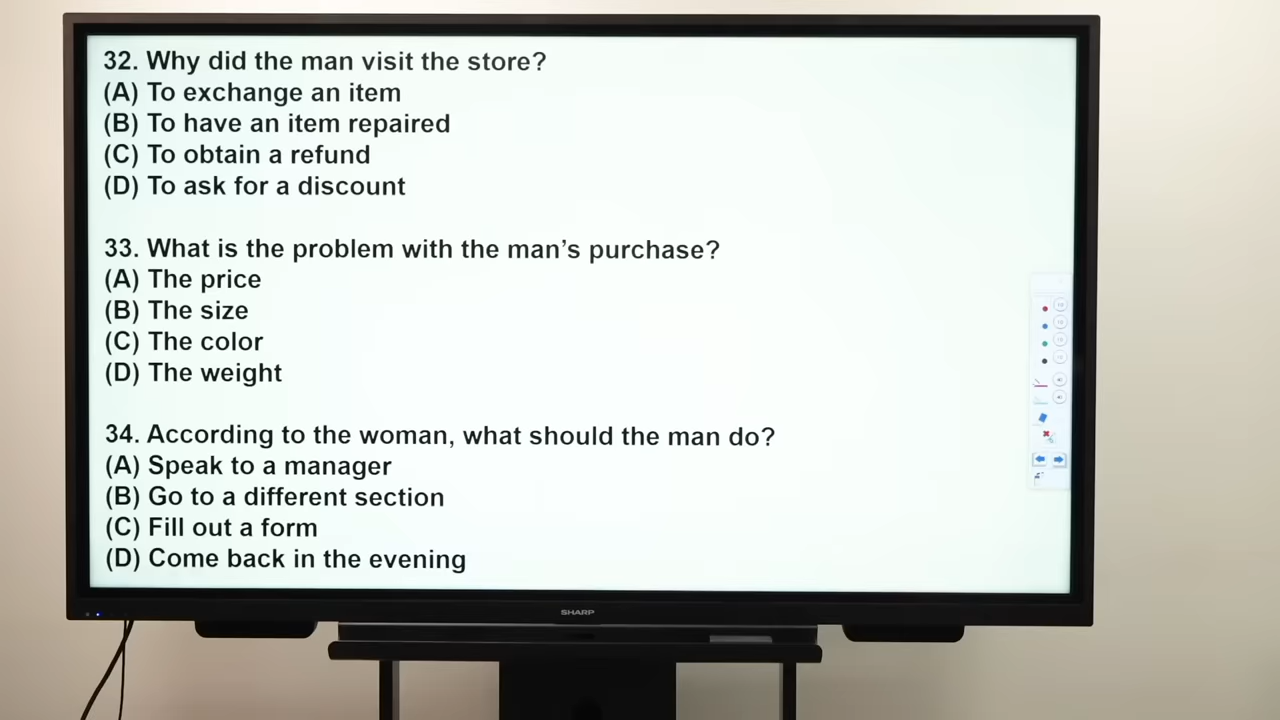 32. Why did the man visit the store?
(A) To exchange an item
(B) To have an item repaired
(C) To obtain a refund
(D) To ask for a discount
33. What is the problem with the man's purchase?
(A) The price
(B) The size
(C) The color
(D) The weight
34. According to the woman, what should the man do?
(A) Speak to a manager
(B) Go to a different section
(C) Fill out a form
(D) Come back in the evening
SHARP